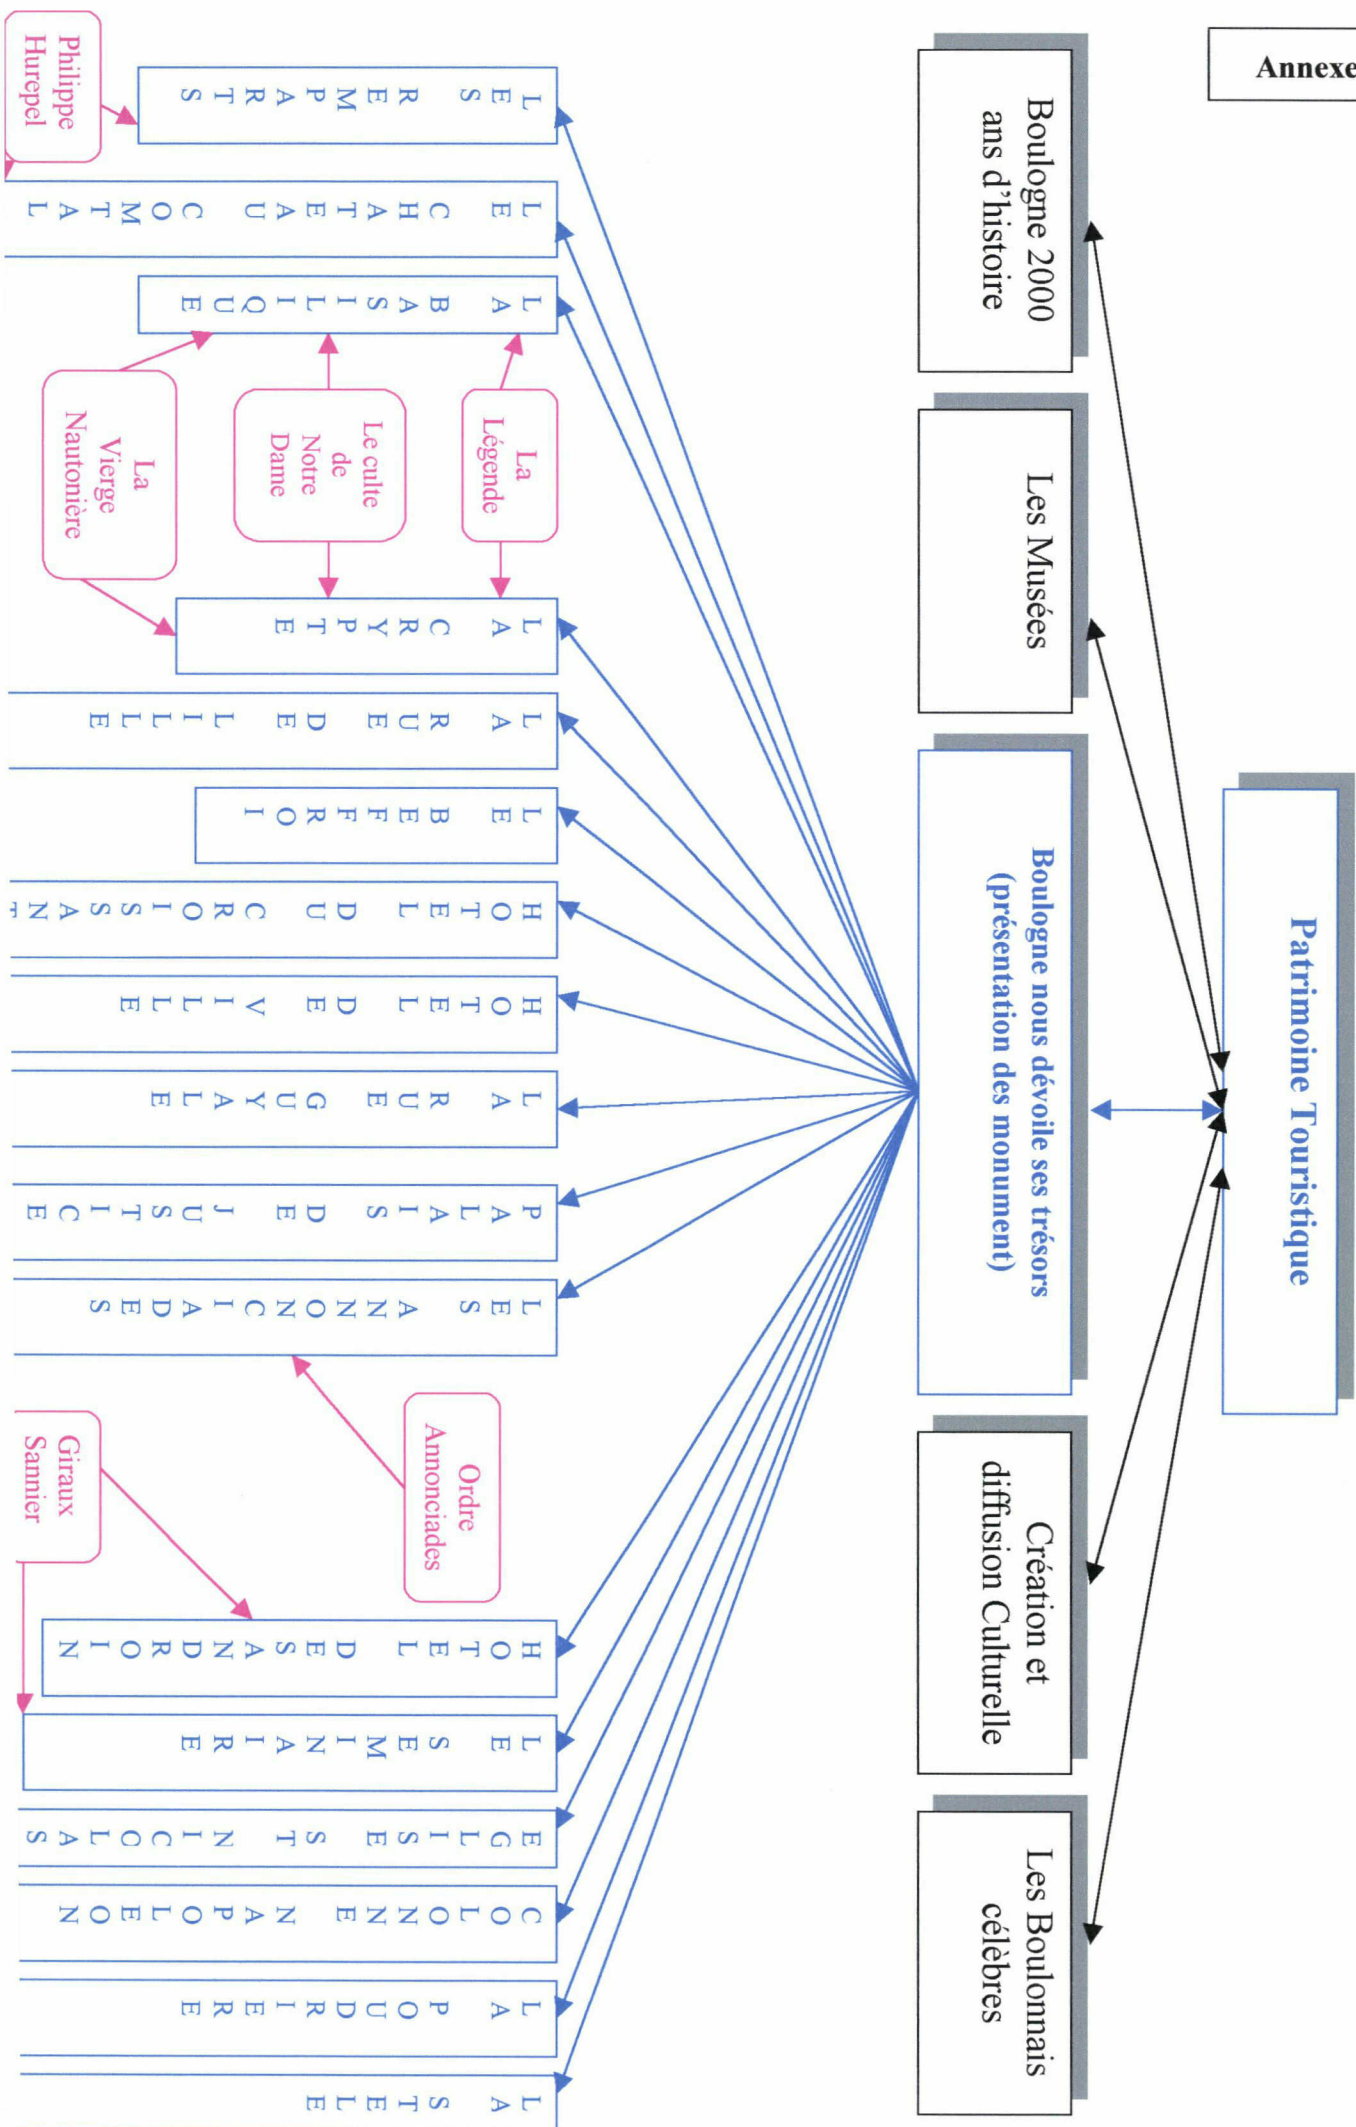 Annexe
Patrimoine Touristique
Boulogne 2000
ans d'histoire
Les Musées
Boulogne nous dévoile ses trésors
(présentation des monument)
Création et
diffusion Culturelle
Les Boulonnais
célèbres
LES REMPARTS
LE CHATEAU COMTAL
LA BASILIQUE
LA CRYPTE
LA RUE DE LILLE
LE BEFFROI
HOTEL DU CROISSANT
HOTEL DE VILLE
LA RUE GUYALE
PALAIS DE JUSTICE
LES ANNONCIADES
HOTEL DESANDROIN
LE SEMINAIRE
EGLISE ST NICOLAS
COLONNE NAPOLEON
LA POUDRIERE
LA STELE
La
Légende
Le culte
de
Notre
Dame
La
Vierge
Nautonière
Philippe
Hurepel
Ordre
Annonciades
Giraux
Sannier